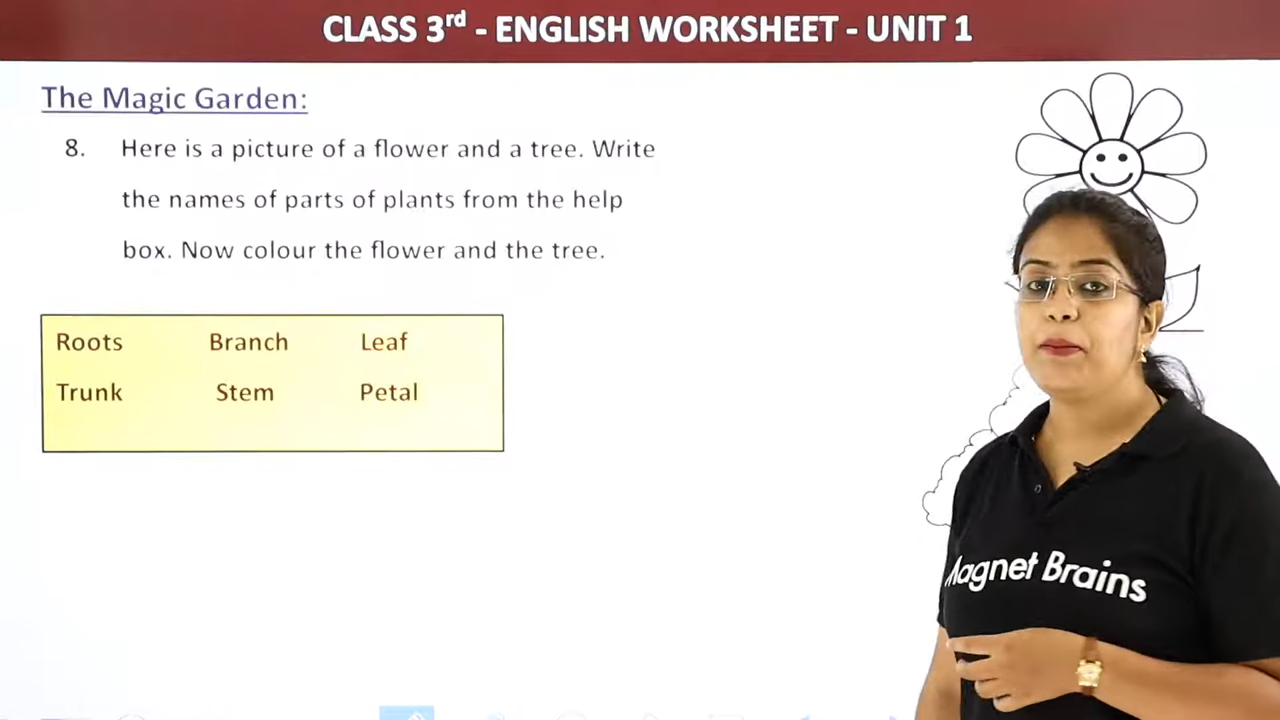 CLASS 3rd - ENGLISH WORKSHEET - UNIT 1
The Magic Garden:
8. Here is a picture of a flower and a tree. Write
the names of parts of plants from the help
box. Now colour the flower and the tree.
Roots Branch Leaf
Trunk Stem Petal
Magnet Brains